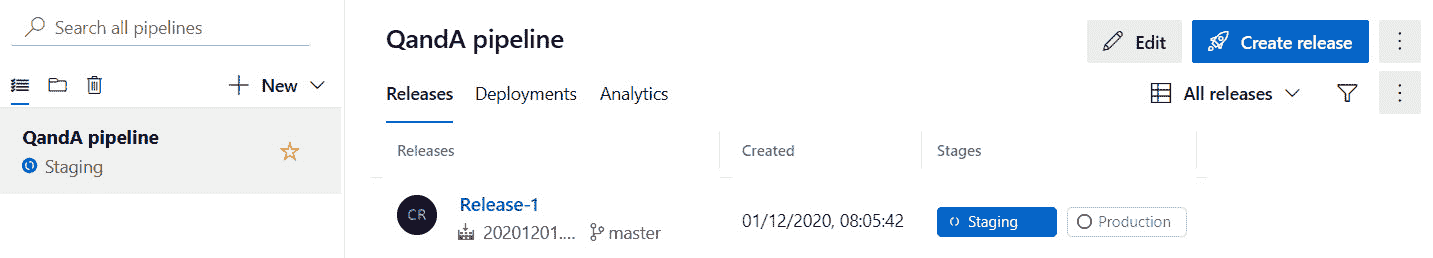 Search all pipelines
New
QandA pipeline
Staging
QandA pipeline
Edit
Create release
Releases Deployments Analytics
All releases
Releases Created Stages
CR
Release-1
20201201.... master
01/12/2020, 08:05:42
Staging
Production